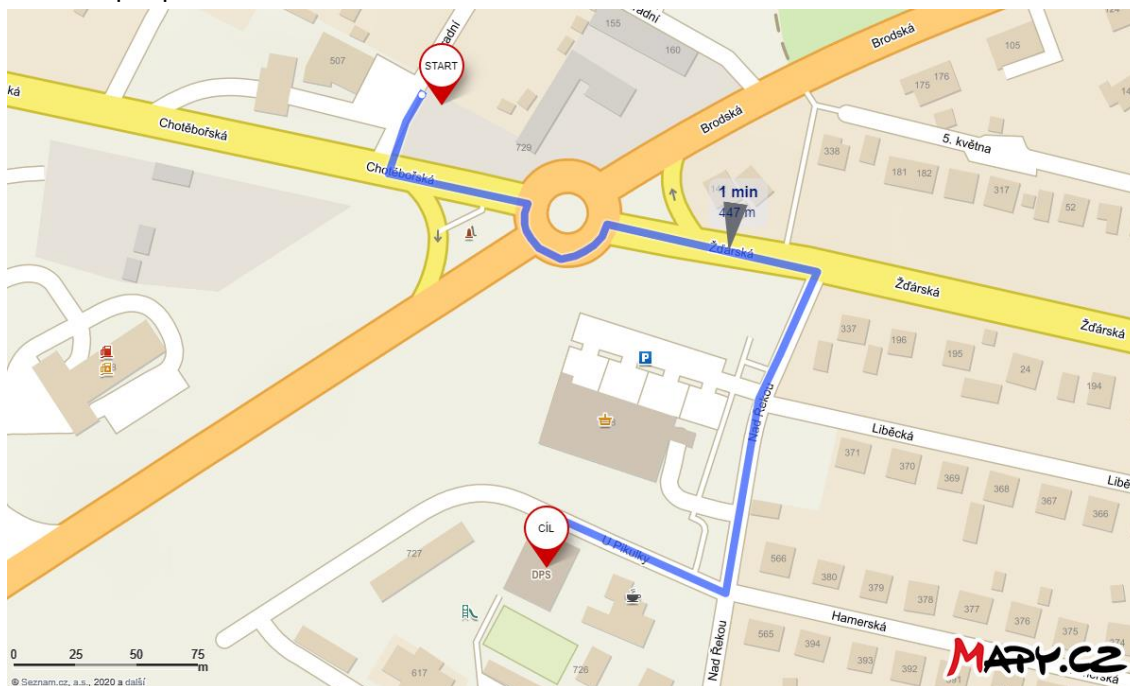 155
160
507
START
729
Chotěbořská
Chotěbořská
Brodská
Brodská
105
176
175
5. května
338
181 182
317
52
1 min
447 m
Žďárská
Žďárská
Žďárská
337
196
195
24
194
P
Nad Řekou
Liběcká
371
370
369
368
367
366
CÍL
DPS
U Pikulky
727
566
380
379
378
377
376
375
Hamerská
565
394
393
392
Nad Řekou
726
617
0 25 50 75
m
© Seznam.cz, a.s., 2020 a další
MAPY.CZ